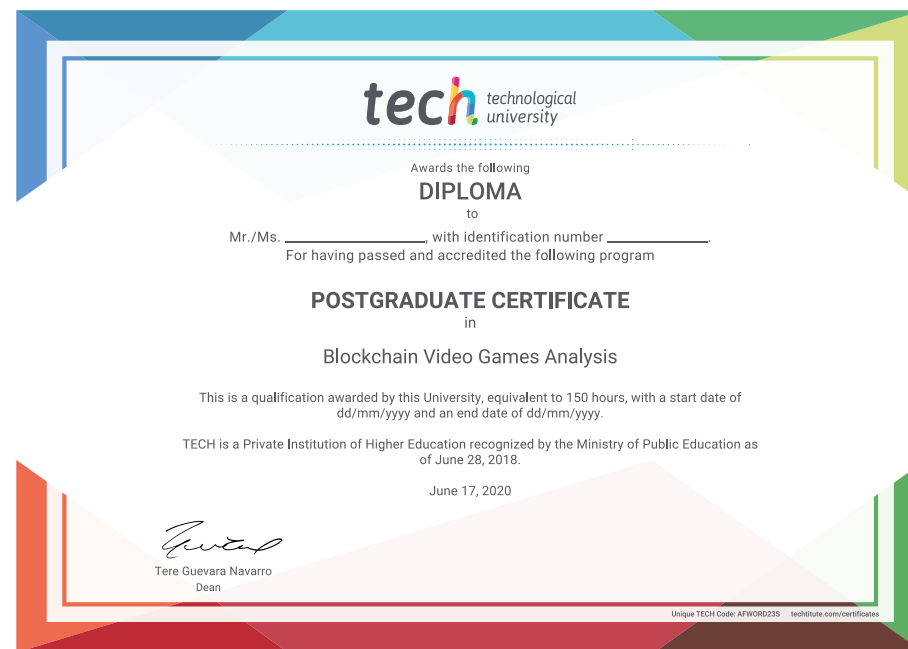 tech technological
university
Awards the following
DIPLOMA
to
Mr./Ms. ____________________, with identification number ______________.
For having passed and accredited the following program
POSTGRADUATE CERTIFICATE
in
Blockchain Video Games Analysis
This is a qualification awarded by this University, equivalent to 150 hours, with a start date of
dd/mm/yyyy and an end date of dd/mm/yyyy.
TECH is a Private Institution of Higher Education recognized by the Ministry of Public Education as
of June 28, 2018.
June 17, 2020
Tere Guevara Navarro
Dean
Unique TECH Code: AFWORD23S techtitute.com/certificates